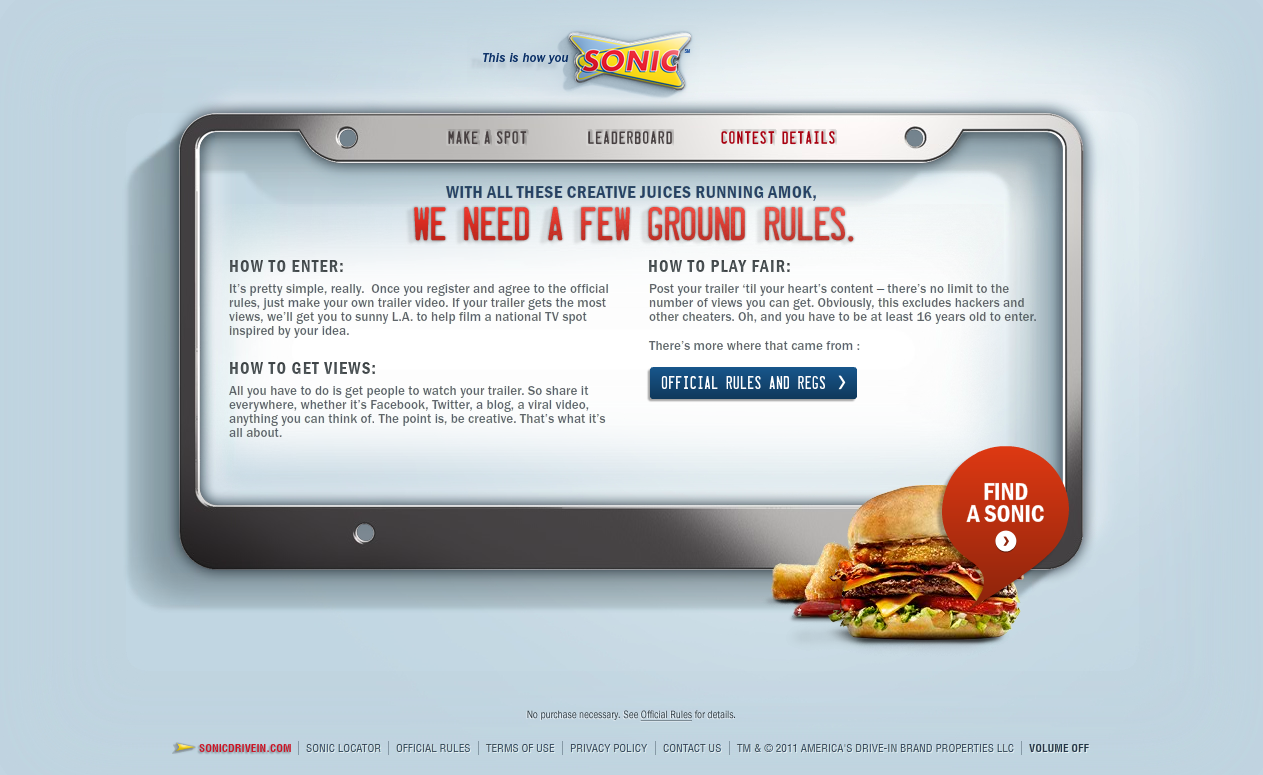 This is how you SONIC SM
MAKE A SPOT LEADERBOARD CONTEST DETAILS
WITH ALL THESE CREATIVE JUICES RUNNING AMOK,
WE NEED A FEW GROUND RULES.
HOW TO ENTER:
It's pretty simple, really.  Once you register and agree to the official
rules, just make your own trailer video. If your trailer gets the most
views, we'll get you to sunny L.A. to help film a national TV spot
inspired by your idea.
HOW TO GET VIEWS:
All you have to do is get people to watch your trailer. So share it
everywhere, whether it's Facebook, Twitter, a blog, a viral video,
anything you can think of. The point is, be creative. That's what it's
all about.
HOW TO PLAY FAIR:
Post your trailer 'til your heart's content – there's no limit to the
number of views you can get. Obviously, this excludes hackers and
other cheaters. Oh, and you have to be at least 16 years old to enter.
There's more where that came from :
OFFICIAL RULES AND REGS
FIND
A SONIC
No purchase necessary. See Official Rules for details.
SONICDRIVEIN.COM | SONIC LOCATOR | OFFICIAL RULES | TERMS OF USE | PRIVACY POLICY | CONTACT US | TM & © 2011 AMERICA'S DRIVE-IN BRAND PROPERTIES LLC | VOLUME OFF